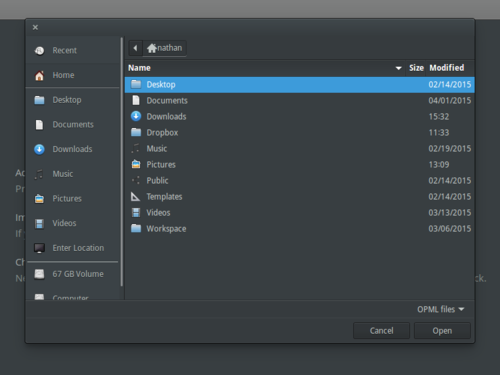 ×
Recent
Home
Desktop
Documents
Downloads
Music
Pictures
Videos
Enter Location
67 GB Volume
Computer
nathan
Name Size Modified
Desktop 02/14/2015
Documents 04/01/2015
Downloads 15:32
Dropbox 11:33
Music 02/19/2015
Pictures 13:09
Public 02/14/2015
Templates 02/14/2015
Videos 03/13/2015
Workspace 03/06/2015
OPML files
Cancel Open
Pr
If
Ch
ck.